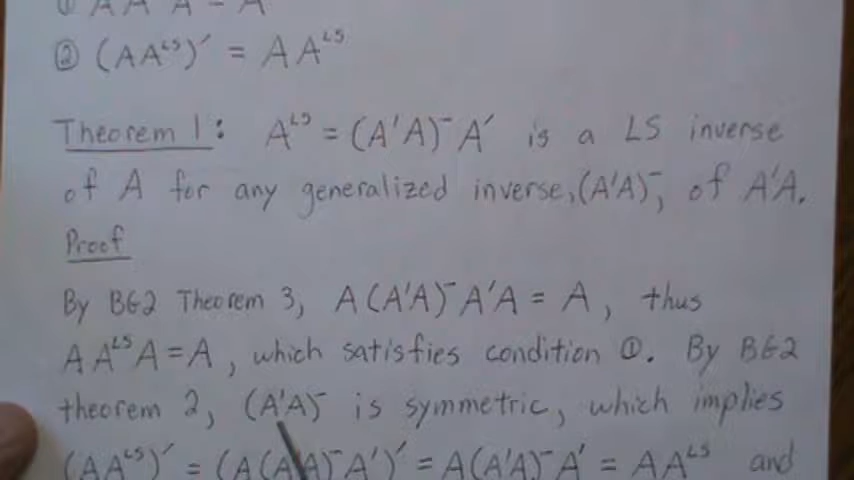 ① A A A = A
② (AA^LS)′ = AA^LS
Theorem 1: A^LS = (A′A)⁻A′ is a LS inverse
of A for any generalized inverse, (A′A)⁻, of A′A.
Proof
By BG2 Theorem 3, A(A′A)⁻A′A = A, thus
AA^LS A = A, which satisfies condition ①. By BG2
theorem 2, (A′A)⁻ is symmetric, which implies
(AA^LS)′ = (A(A′A)⁻A′)′ = A(A′A)⁻A′ = AA^LS and